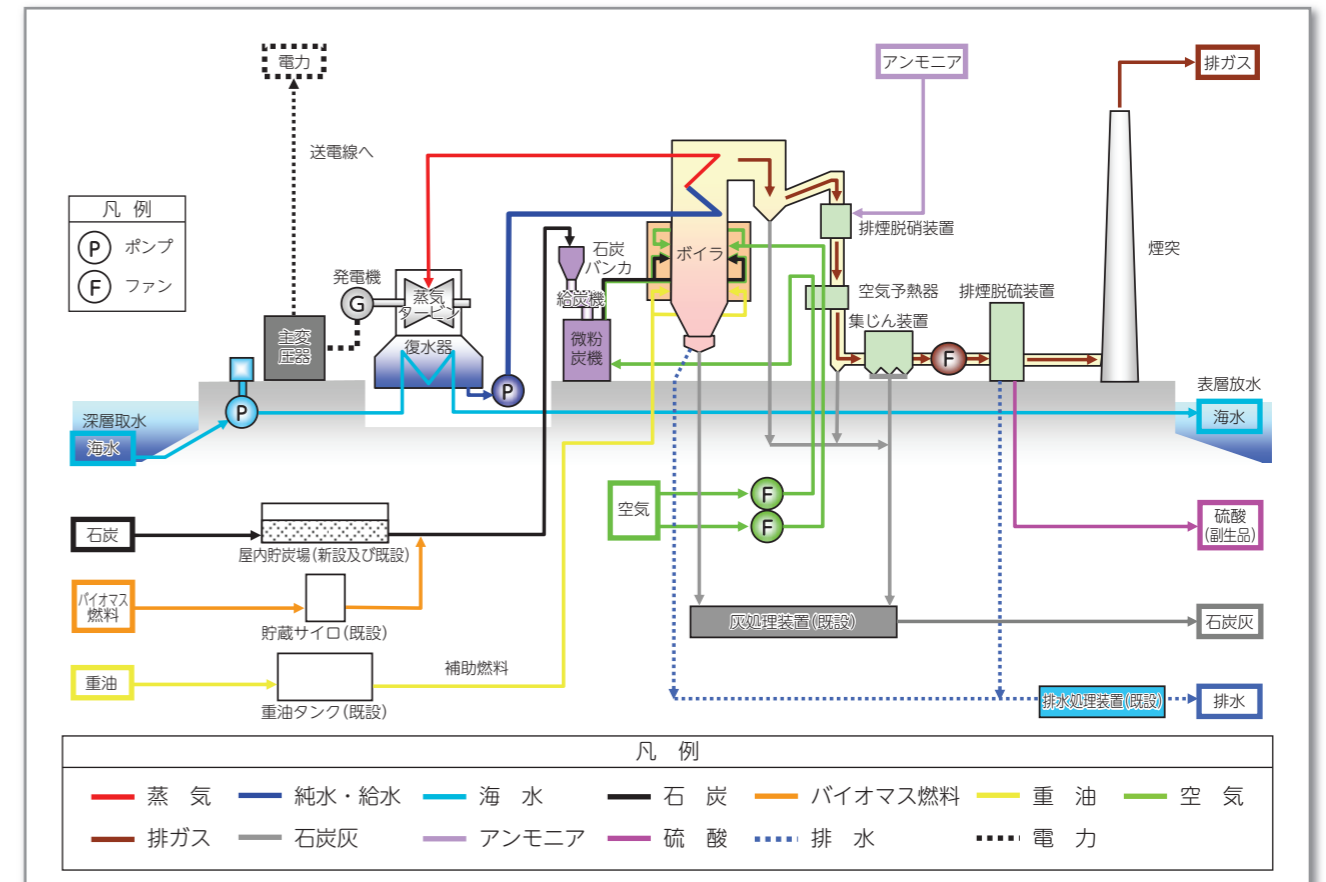 電力
アンモニア
排ガス
送電線へ
凡 例
P ポンプ
F ファン
発電機
G
蒸気
タービン
主変
圧器
復水器
P
P
石炭
バンカ
給炭機
微粉
炭機
ボイラ
排煙脱硝装置
空気予熱器
排煙脱硫装置
集じん装置
F
煙突
深層取水
海水
表層放水
海水
石炭
屋内貯炭場(新設及び既設)
バイオマス
燃料
貯蔵サイロ(既設)
重油
重油タンク(既設)
補助燃料
空気
F
F
硫酸
(副生品)
灰処理装置(既設)
石炭灰
排水処理装置(既設)
排水
凡 例
蒸 気 純水・給水 海 水 石 炭 バイオマス燃料 重 油 空 気
排ガス 石炭灰 アンモニア 硫 酸 排 水 電 力